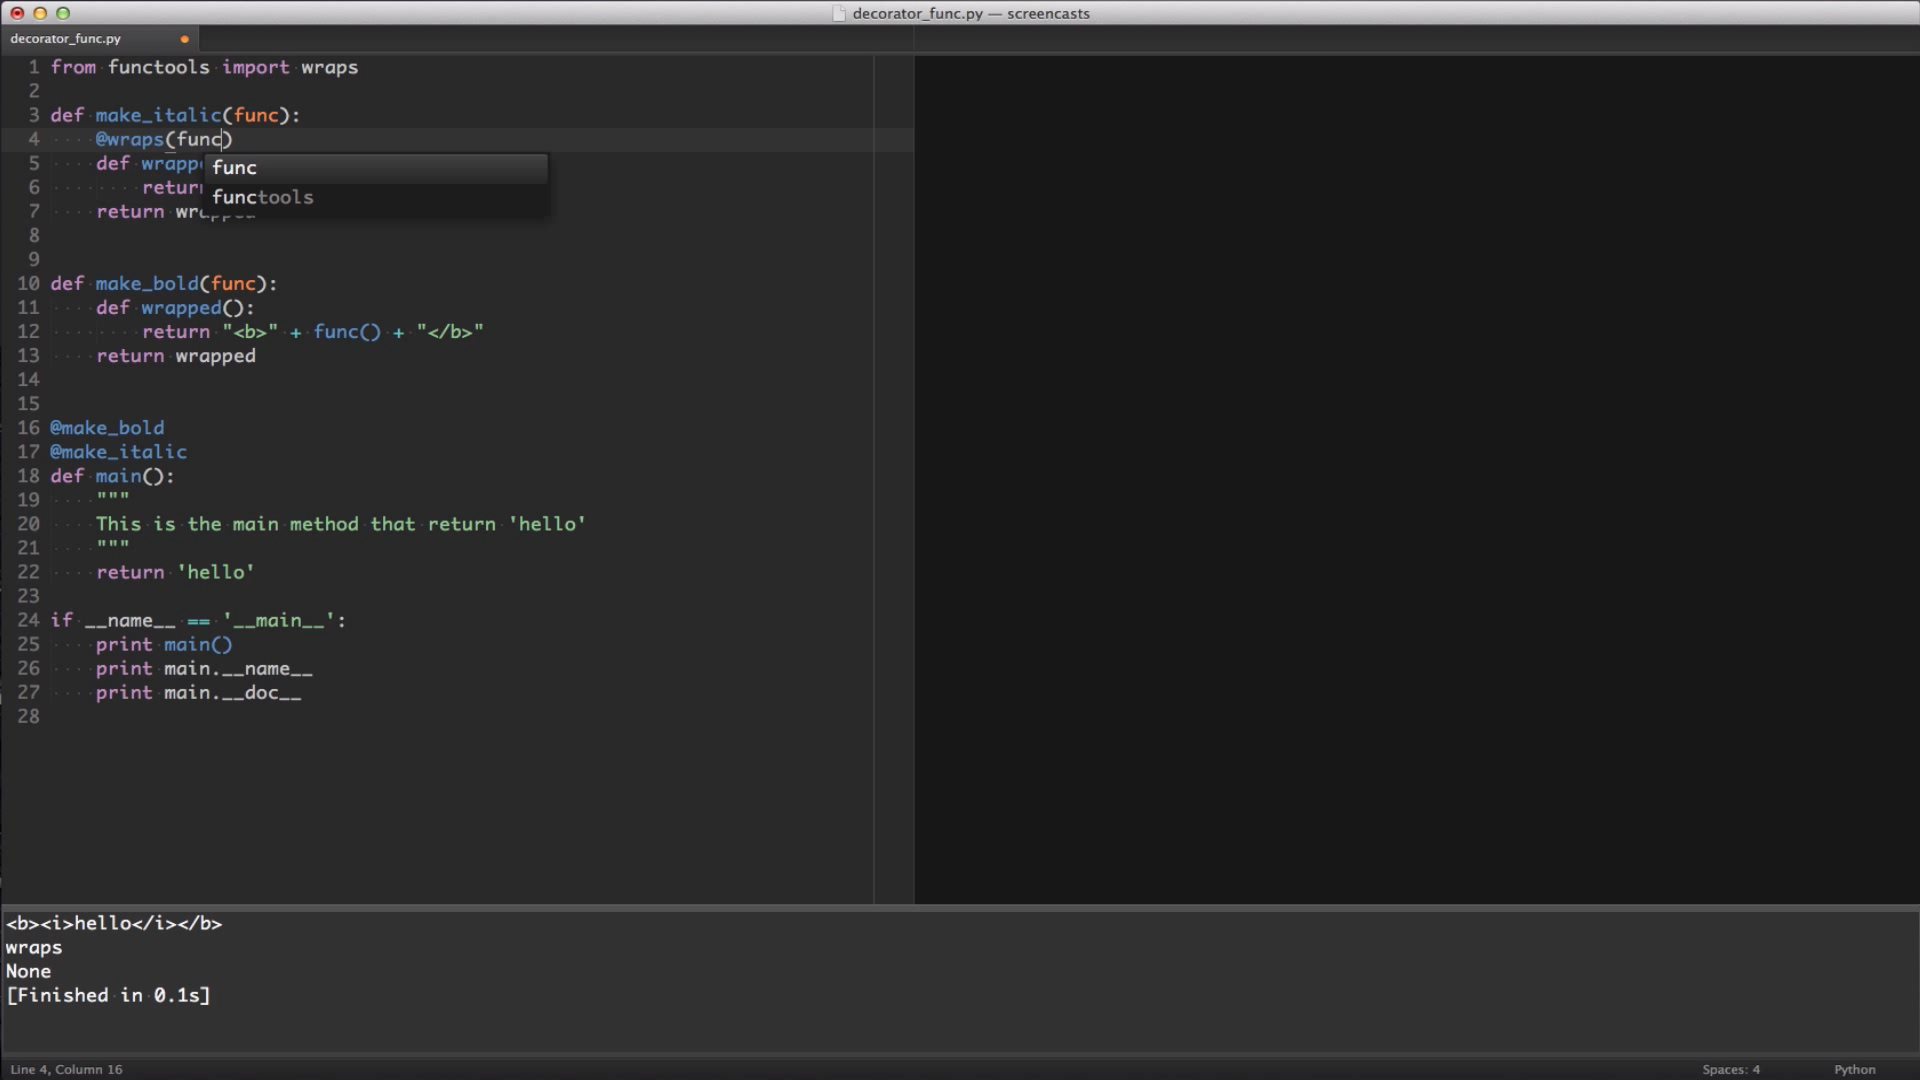 decorator_func.py — screencasts
decorator_func.py
1 from functools import wraps
2
3 def make_italic(func):
4 @wraps(func)
5 def wrapp
func
6 return
functools
7 return wrapped
8
9
10 def make_bold(func):
11 def wrapped():
12 return "<b>" + func() + "</b>"
13 return wrapped
14
15
16 @make_bold
17 @make_italic
18 def main():
19 """
20 This is the main method that return 'hello'
21 """
22 return 'hello'
23
24 if __name__ == '__main__':
25 print main()
26 print main.__name__
27 print main.__doc__
28
<b><i>hello</i></b>
wraps
None
[Finished in 0.1s]
Line 4, Column 16
Spaces: 4
Python